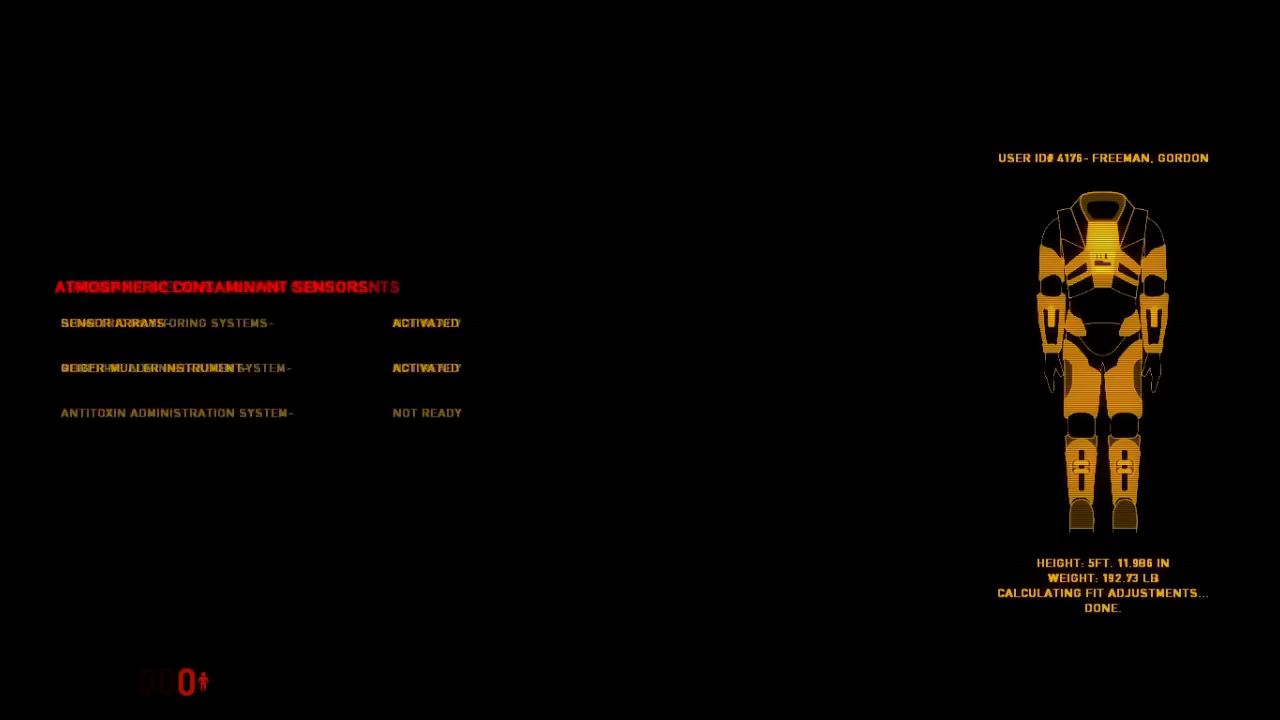 USER ID# 4176- FREEMAN, GORDON
ATMOSPHERIC CONTAMINANT SENSORS
SENSOR ARRAYS-
ACTIVATED
GEIGER-MULLER INSTRUMENT-
ACTIVATED
ANTITOXIN ADMINISTRATION SYSTEM-
NOT READY
HEIGHT: 5FT. 11.986 IN
WEIGHT: 192.73 LB
CALCULATING FIT ADJUSTMENTS...
DONE.
0